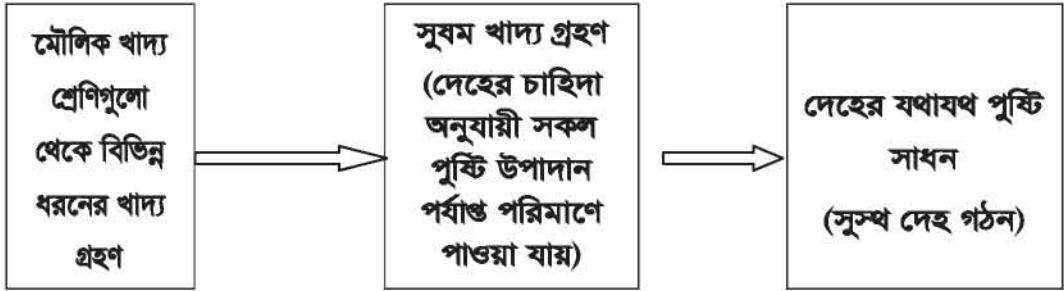 মৌলিক খাদ্য
শ্রেণিগুলো
থেকে বিভিন্ন
ধরনের খাদ্য
গ্রহণ
সুষম খাদ্য গ্রহণ
(দেহের চাহিদা
অনুযায়ী সকল
পুষ্টি উপাদান
পর্যাপ্ত পরিমাণে
পাওয়া যায়)
দেহের যথাযথ পুষ্টি
সাধন
(সুস্থ দেহ গঠন)